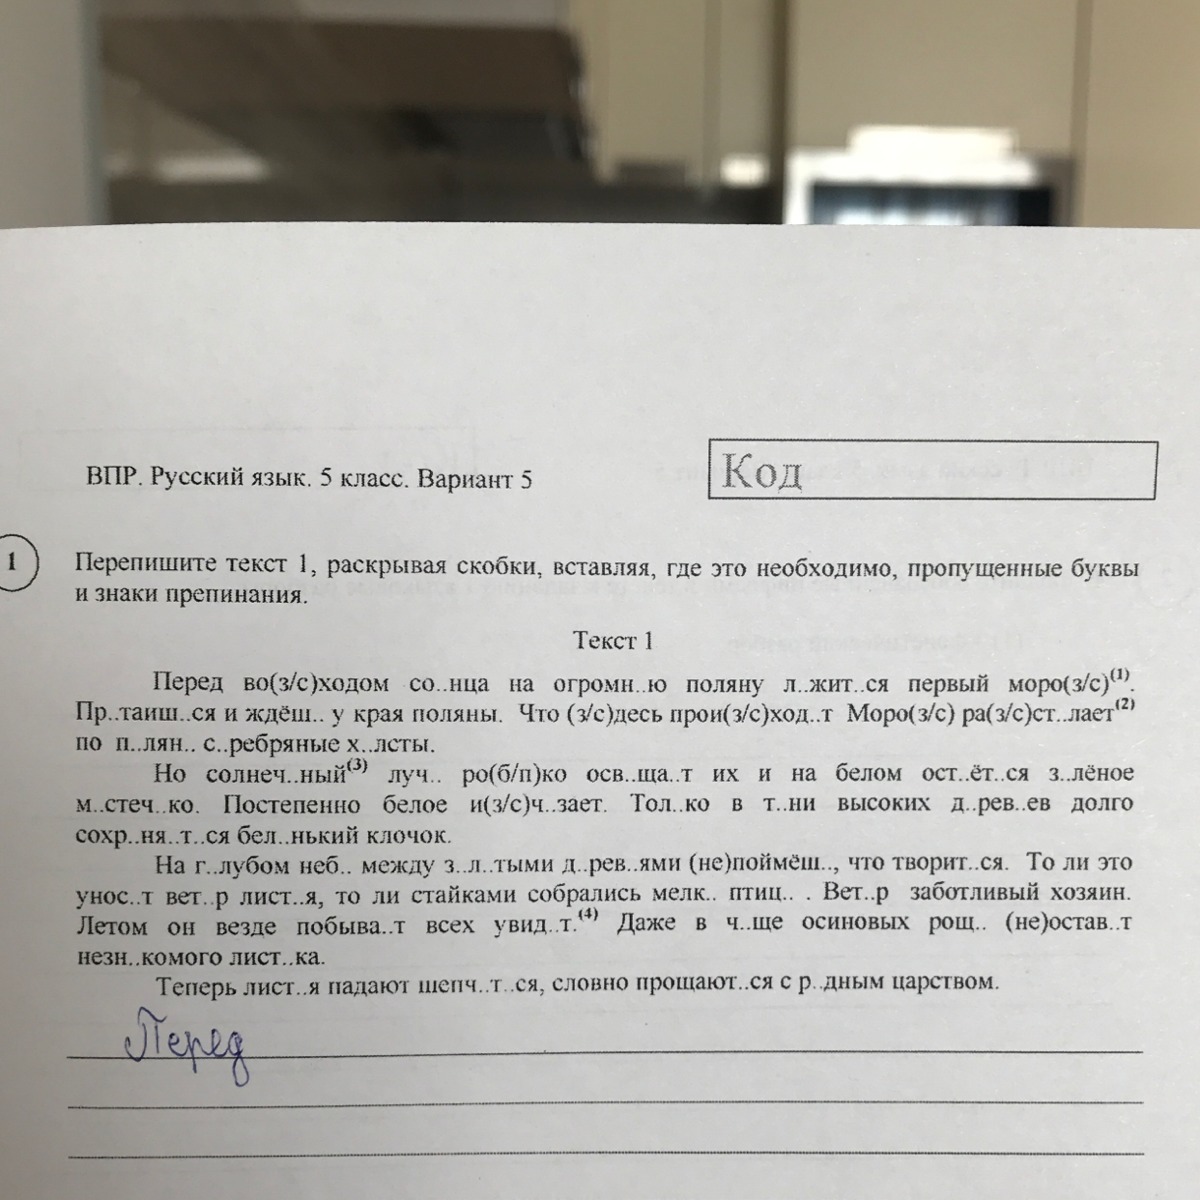 ВПР. Русский язык. 5 класс. Вариант 5
Код
1
Перепишите текст 1, раскрывая скобки, вставляя, где это необходимо, пропущенные буквы
и знаки препинания.
Текст 1
Перед во(з/с)ходом со..нца на огромн..ю поляну л..жит..ся первый моро(з/с)(1).
Пр..таиш..ся и ждёш.. у края поляны. Что (з/с)десь прои(з/с)ход..т Моро(з/с) ра(з/с)ст..лает(2)
по п..лян.. с..ребряные х..лсты.
Но солнеч..ный(3) луч.. ро(б/п)ко осв..ща..т их и на белом ост..ёт..ся з..лёное
м..стеч..ко. Постепенно белое и(з/с)ч..зает. Тол..ко в т..ни высоких д..рев..ев долго
сохр..ня..т..ся бел..нький клочок.
На г..лубом неб.. между з..л..тыми д..рев..ями (не)поймёш.., что творит..ся. То ли это
унос..т вет..р лист..я, то ли стайками собрались мелк.. птиц.. . Вет..р заботливый хозяин.
Летом он везде побыва..т всех увид..т.(4) Даже в ч..ще осиновых рощ.. (не)остав..т
незн..комого лист..ка.
Теперь лист..я падают шепч..т..ся, словно прощают..ся с р..дным царством.
Перед